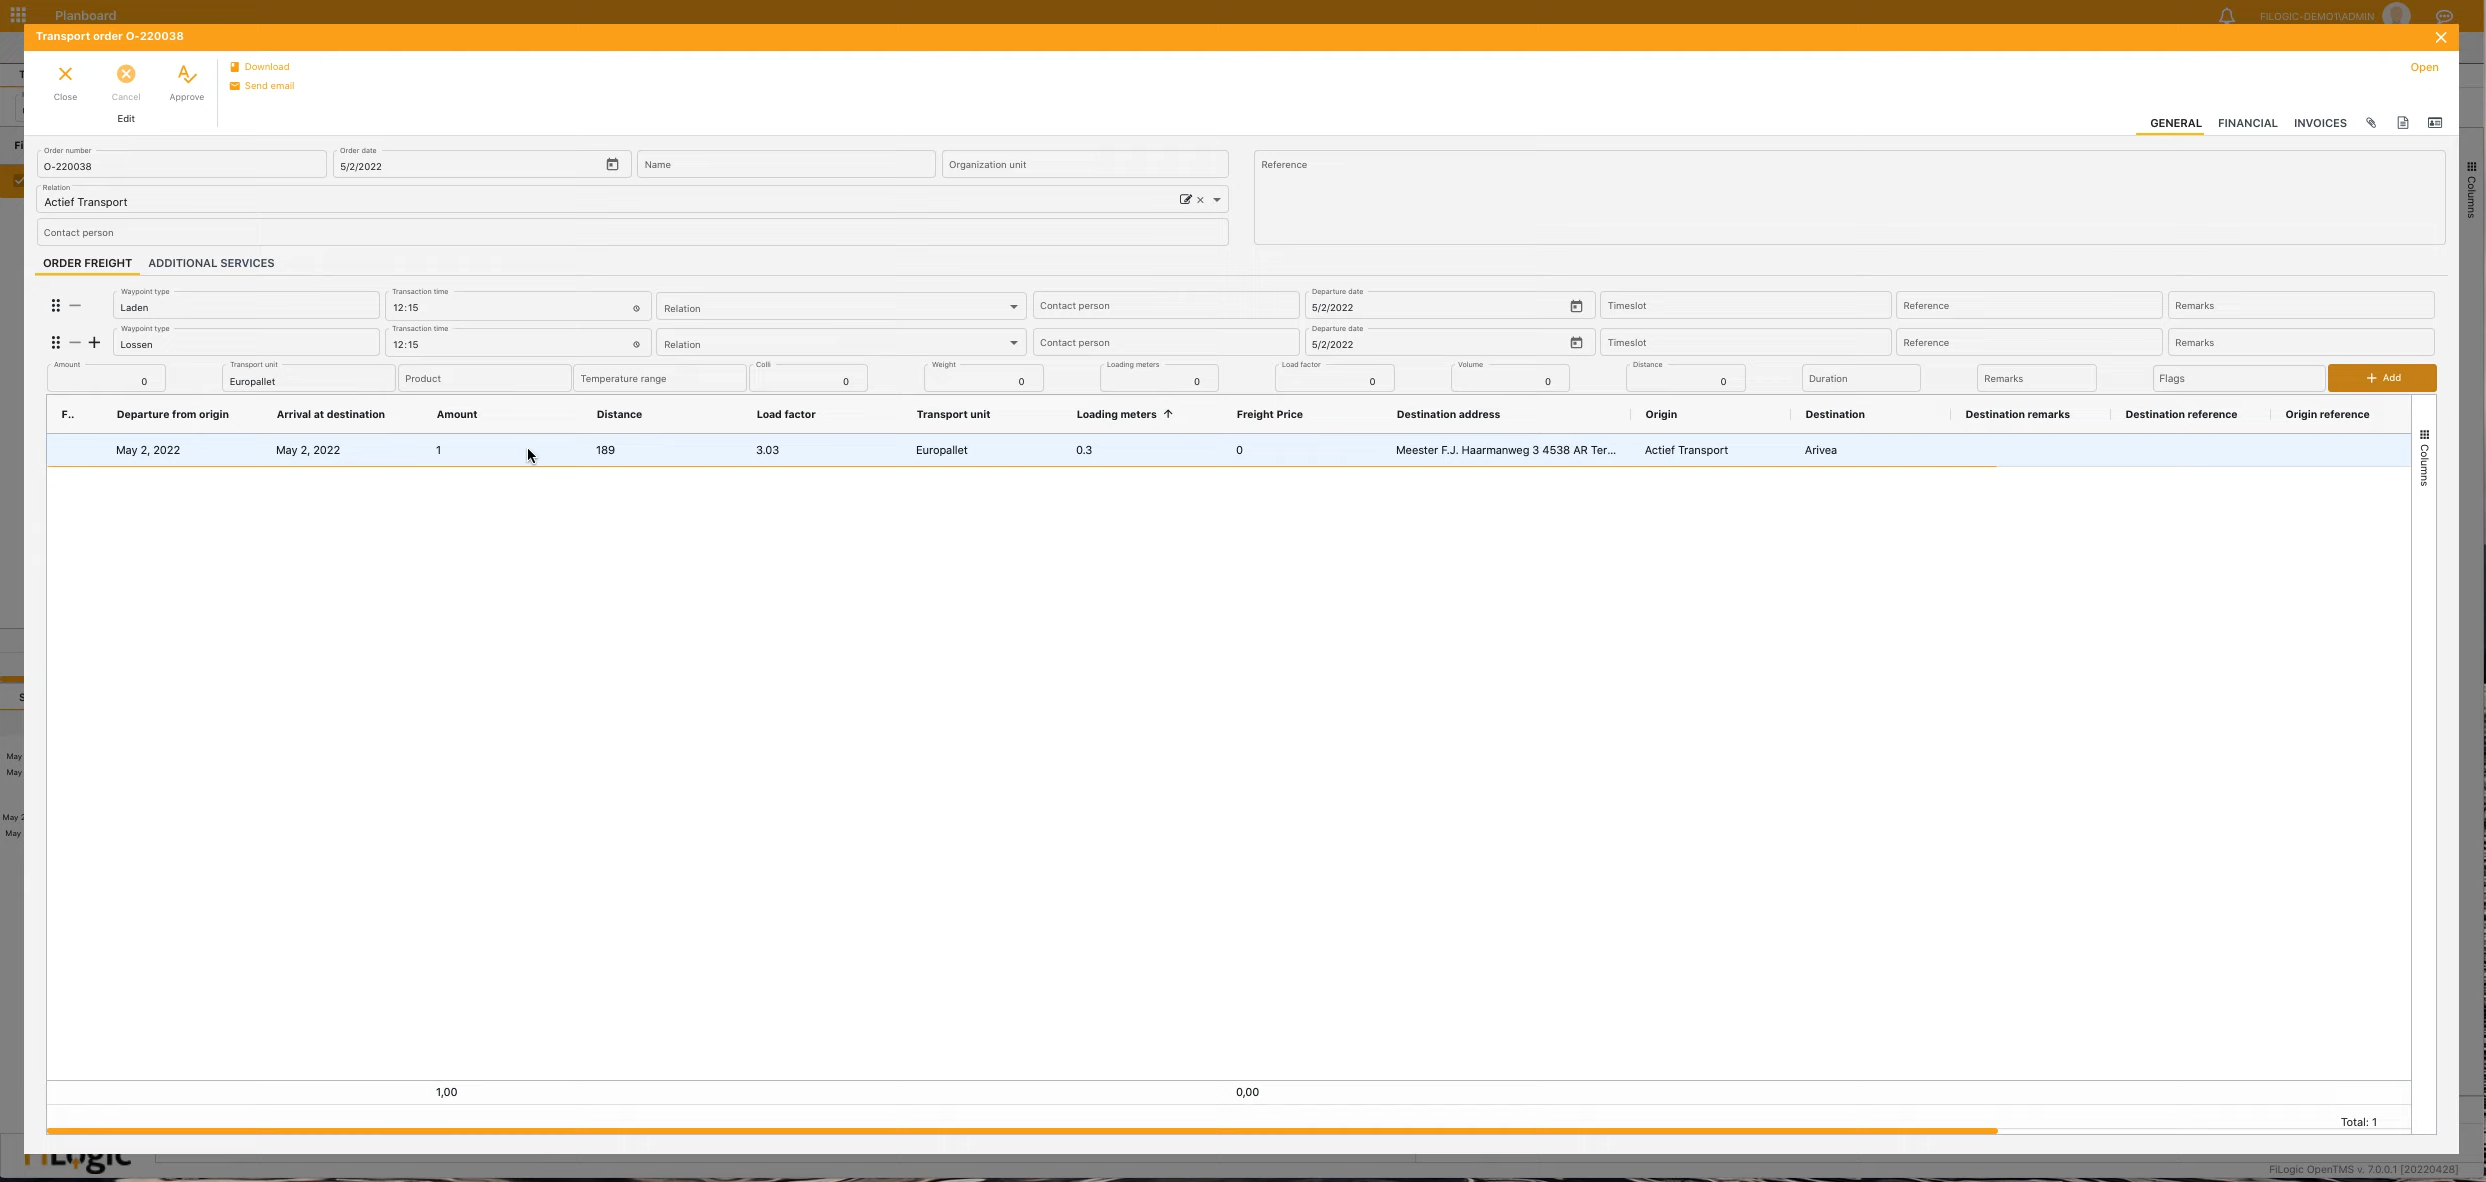 Planboard
FILOGIC-DEMO1\ADMIN
Transport order O-220038
Close
Cancel
Approve
Edit
Download
Send email
Open
GENERAL FINANCIAL INVOICES
Order number
O-220038
Order date
5/2/2022
Name
Organization unit
Reference
Relation
Actief Transport
Contact person
Columns
ORDER FREIGHT ADDITIONAL SERVICES
Waypoint type
Laden
Transaction time
12:15
Relation
Contact person
Departure date
5/2/2022
Timeslot
Reference
Remarks
Waypoint type
Lossen
Transaction time
12:15
Relation
Contact person
Departure date
5/2/2022
Timeslot
Reference
Remarks
Amount
0
Transport unit
Europallet
Product
Temperature range
Colli
0
Weight
0
Loading meters
0
Load factor
0
Volume
0
Distance
0
Duration
Remarks
Flags
+ Add
F.. Departure from origin Arrival at destination Amount Distance Load factor Transport unit Loading meters Freight Price Destination address Origin Destination Destination remarks Destination reference Origin reference
May 2, 2022 May 2, 2022 1 189 3.03 Europallet 0.3 0 Meester F.J. Haarmanweg 3 4538 AR Ter... Actief Transport Arivea
Columns
May
May
May 2
May
1,00 0,00
Total: 1
FiLogic
FiLogic OpenTMS v. 7.0.0.1 [20220428]